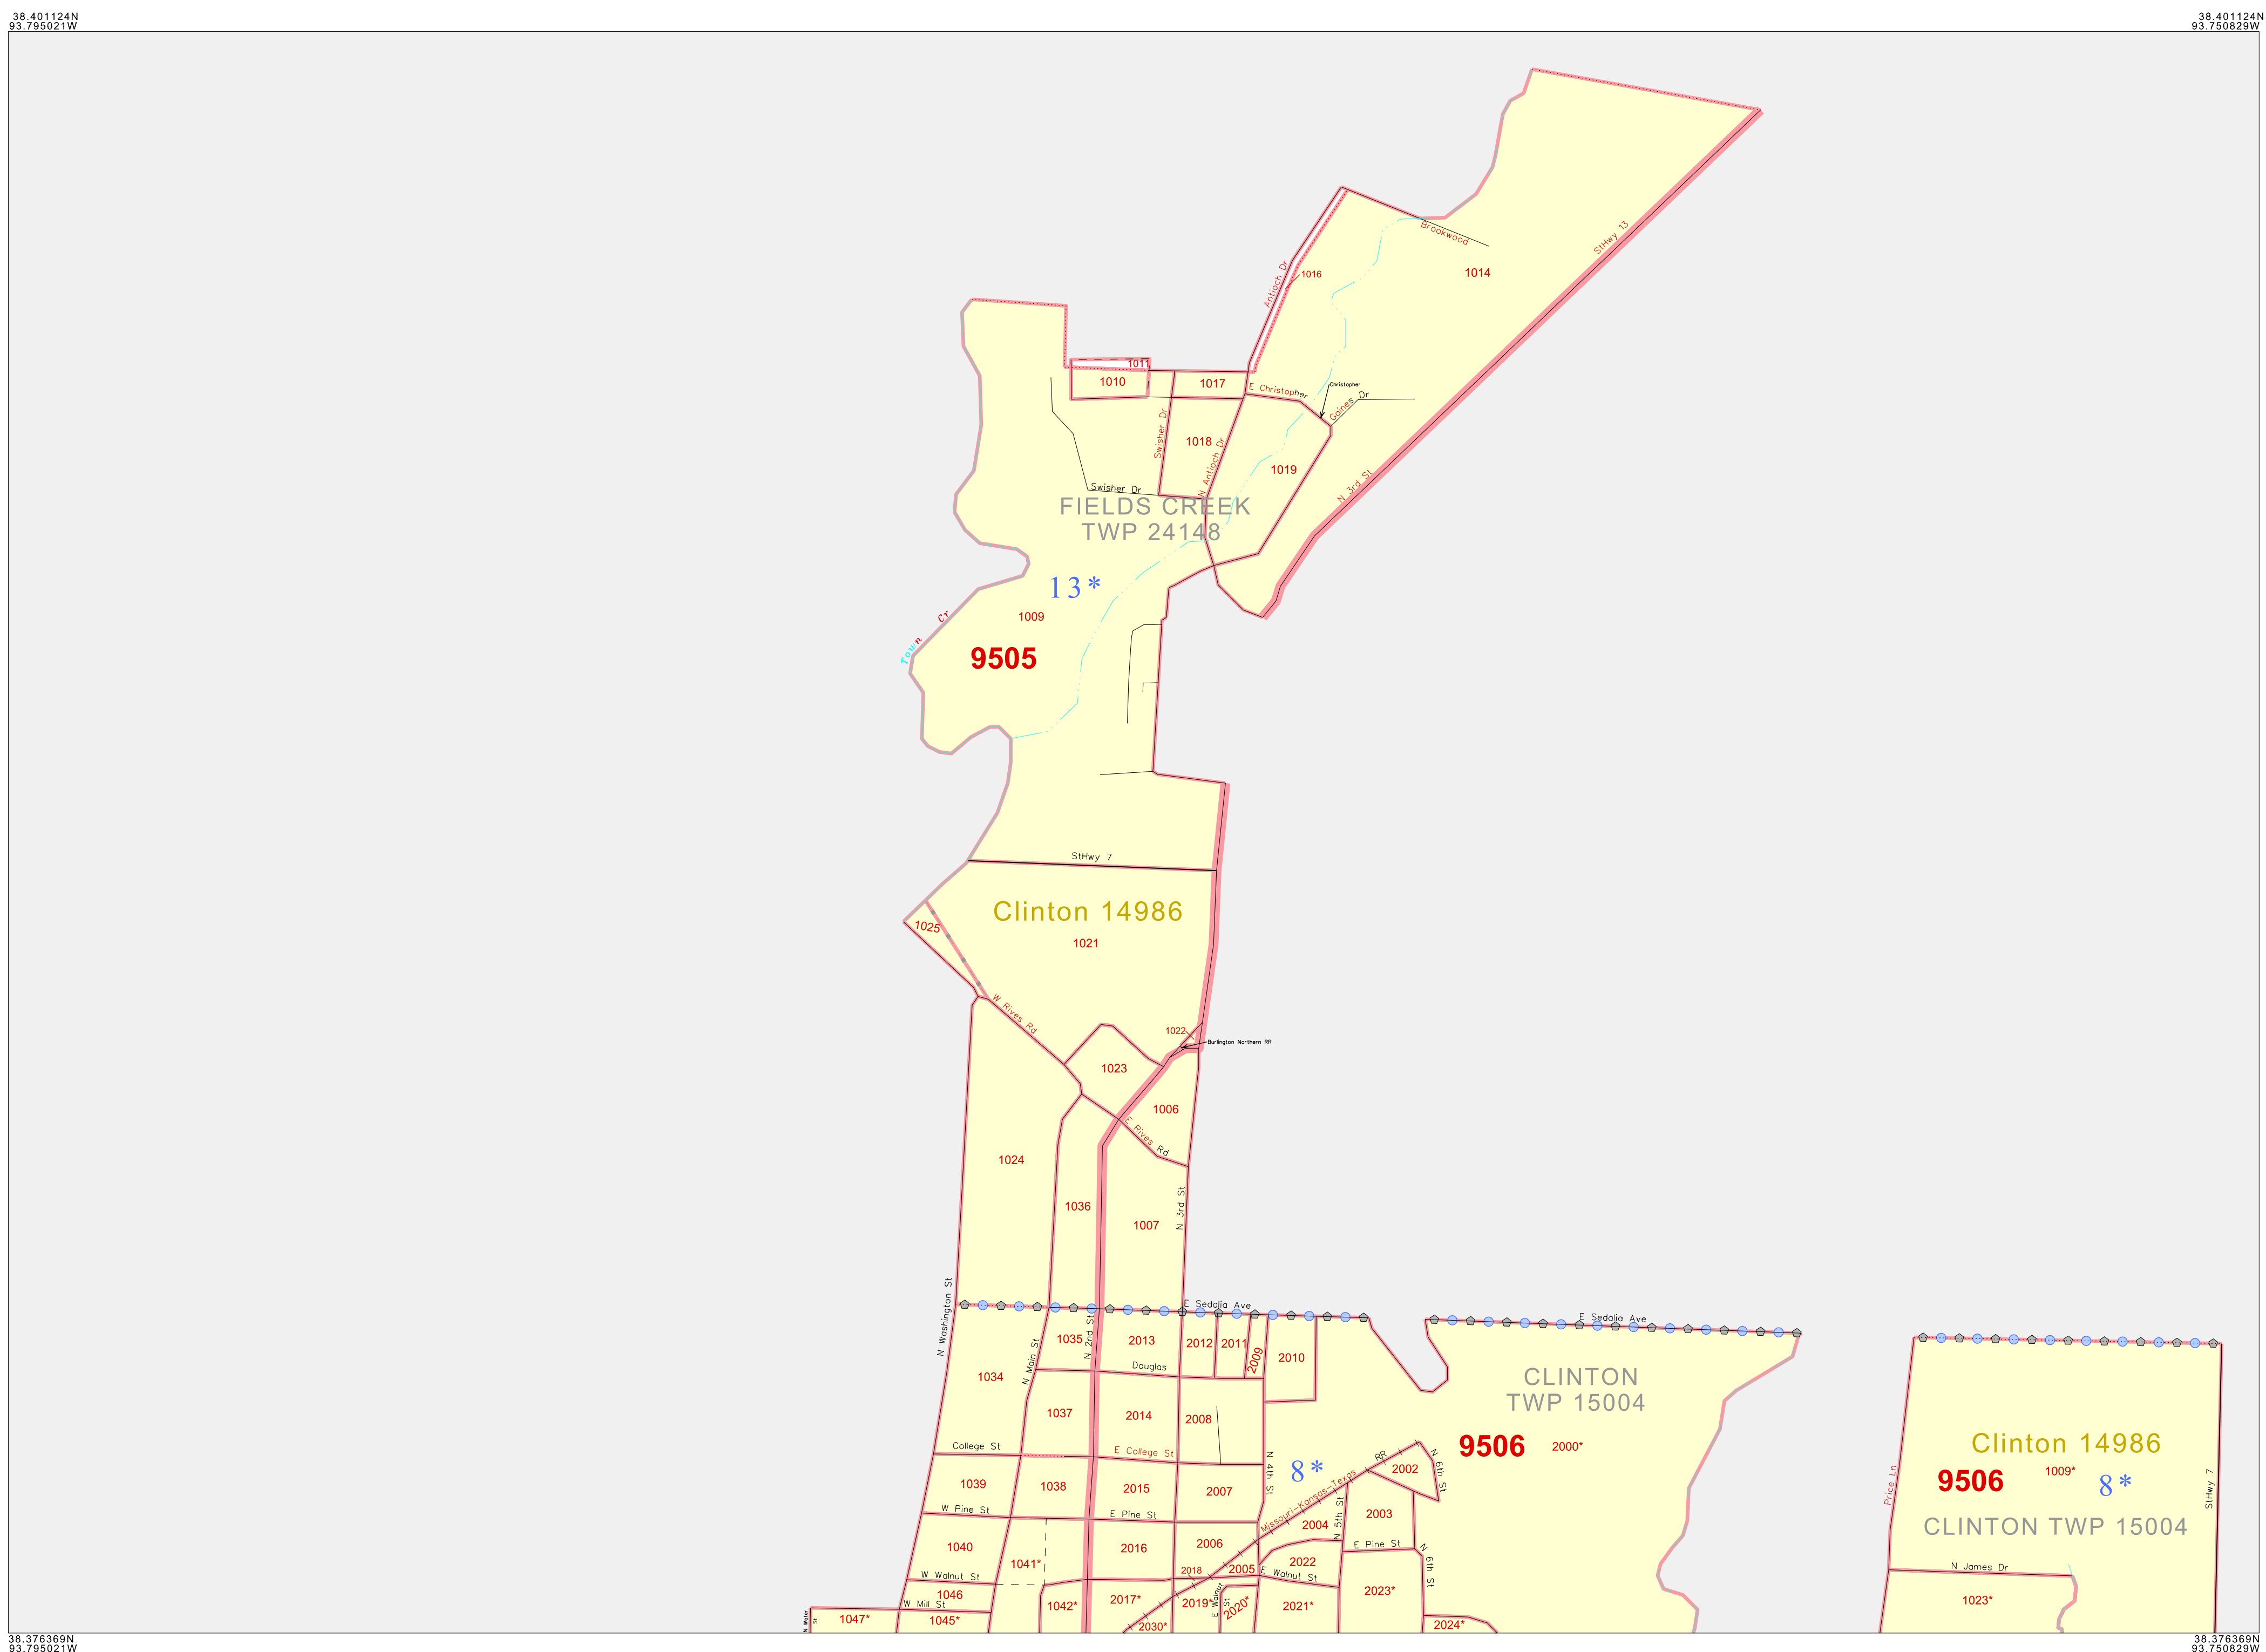 38.401124N
93.795021W
38.401124N
93.750829W
Brookwood
StHwy 13
1014
Antioch Dr
1016
1011
1010
1017
E Christopher
Christopher
Gaines Dr
Swisher Dr
1018
N Antioch Dr
1019
N 3rd St
Swisher Dr
FIELDS CREEK
TWP 24148
13*
1009
Town Cr
9505
StHwy 7
Clinton 14986
1025
1021
W Rives Rd
1022
Burlington Northern RR
1023
1006
E Rives Rd
1024
1036
1007
N 3rd St
N Washington St
E Sedalia Ave
E Sedalia Ave
N Main St
1035
N 2nd St
2013
2012
2011
2009
2010
Douglas
1034
CLINTON
TWP 15004
1037
2014
2008
College St
E College St
N 4th St
9506
2000*
Clinton 14986
RR
2002
N 6th St
8*
Missouri-Kansas-Texas
1039
1038
2015
2007
Price Ln
9506
1009*
8*
StHwy 7
W Pine St
E Pine St
2004
N 5th St
2003
CLINTON TWP 15004
1040
1041*
2016
2006
E Pine St
N 6th St
2018
2005
2022
E Walnut St
N James Dr
W Walnut St
1046
2017*
2019*
E Walnut St
2020*
2021*
2023*
1023*
W Mill St
1042*
N Water St
1047*
1045*
2030*
2024*
38.376369N
93.795021W
38.376369N
93.750829W